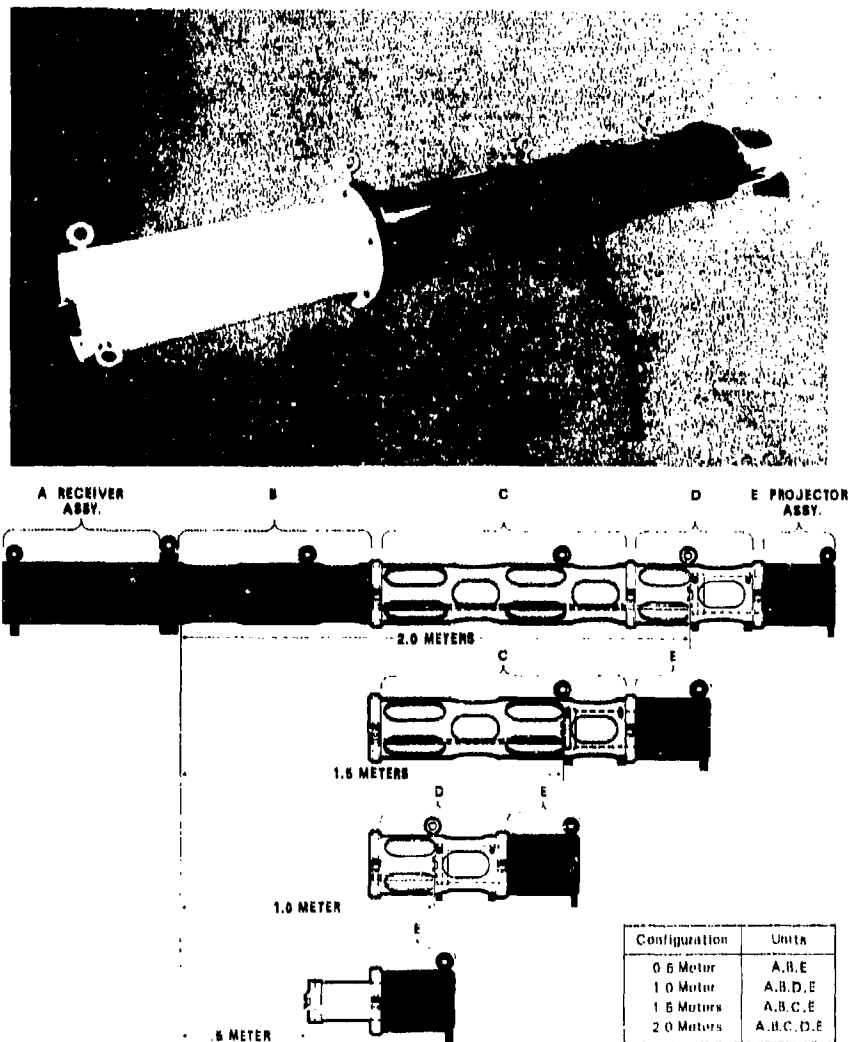 A RECEIVER
ASSY.
B
C
D
E PROJECTOR
ASSY.
2.0 METERS
C
E
1.5 METERS
D
E
1.0 METER
E
.5 METER
Configuration Units
0.5 Meter A,B,E
1.0 Meter A,B,D,E
1.5 Meters A,B,C,E
2.0 Meters A,B,C,D,E